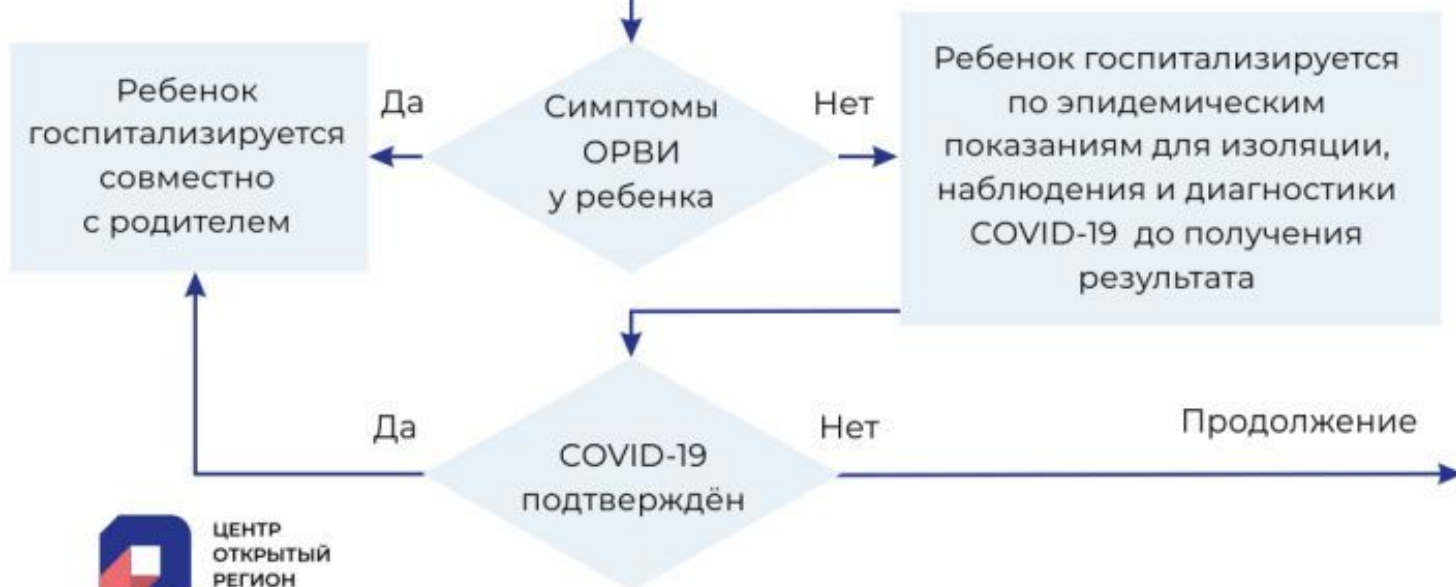 Ребенок
госпитализируется
совместно
с родителем
Да
Симптомы
ОРВИ
у ребенка
Нет
Ребенок госпитализируется
по эпидемическим
показаниям для изоляции,
наблюдения и диагностики
COVID-19 до получения
результата
Да
COVID-19
подтверждён
Нет
Продолжение
ЦЕНТР
ОТКРЫТЫЙ
РЕГИОН